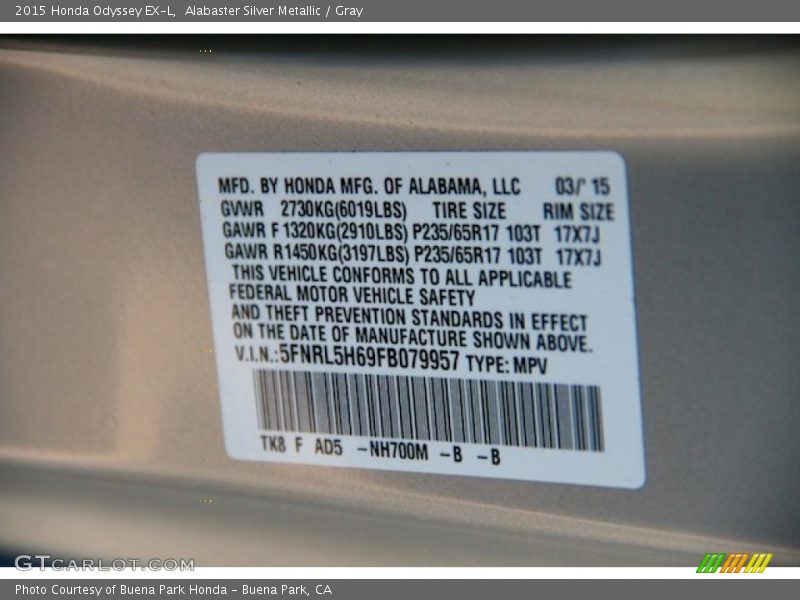 2015 Honda Odyssey EX-L,  Alabaster Silver Metallic / Gray
MFD. BY HONDA MFG. OF ALABAMA, LLC 03/' 15
GVWR 2730KG(6019LBS) TIRE SIZE RIM SIZE
GAWR F 1320KG(2910LBS) P235/65R17 103T 17X7J
GAWR R1450KG(3197LBS) P235/65R17 103T 17X7J
THIS VEHICLE CONFORMS TO ALL APPLICABLE
FEDERAL MOTOR VEHICLE SAFETY
AND THEFT PREVENTION STANDARDS IN EFFECT
ON THE DATE OF MANUFACTURE SHOWN ABOVE.
V.I.N.:5FNRL5H69FB079957 TYPE: MPV
TK8 F AD5 -NH700M -B -B
GTCARLOT.COM
Photo Courtesy of Buena Park Honda - Buena Park, CA